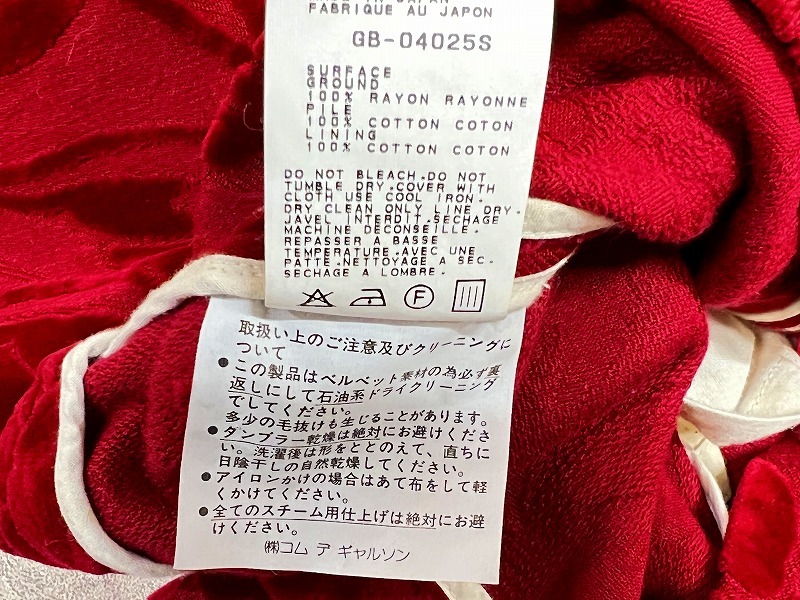 MADE IN JAPAN
FABRIQUE AU JAPON
GB-04025S
SURFACE
GROUND
100% RAYON RAYONNE
PILE
100% COTTON COTON
LINING
100% COTTON COTON
DO NOT BLEACH.DO NOT
TUMBLE DRY.COVER WITH
CLOTH USE COOL IRON.
DRY CLEAN ONLY LINE DRY.
JAVEL INTERDIT.SECHAGE
MACHINE DECONSEILLE.
REPASSER A BASSE
TEMPERATURE.AVEC UNE
PATTE.NETTOYAGE A SEC.
SECHAGE A LOMBRE.
F
取扱い上のご注意及びクリーニングに
ついて
●この製品はベルベット素材の為必ず裏
返しにして石油系ドライクリーニング
でしてください。
多少の毛抜けも生じることがあります。
●タンブラー乾燥は絶対にお避けくださ
い。洗濯後は形をととのえて、直ちに
日陰干しの自然乾燥してください。
●アイロンかけの場合はあて布をして軽
くかけてください。
●全てのスチーム用仕上げは絶対にお避
けください。
㈱コム デ ギャルソン